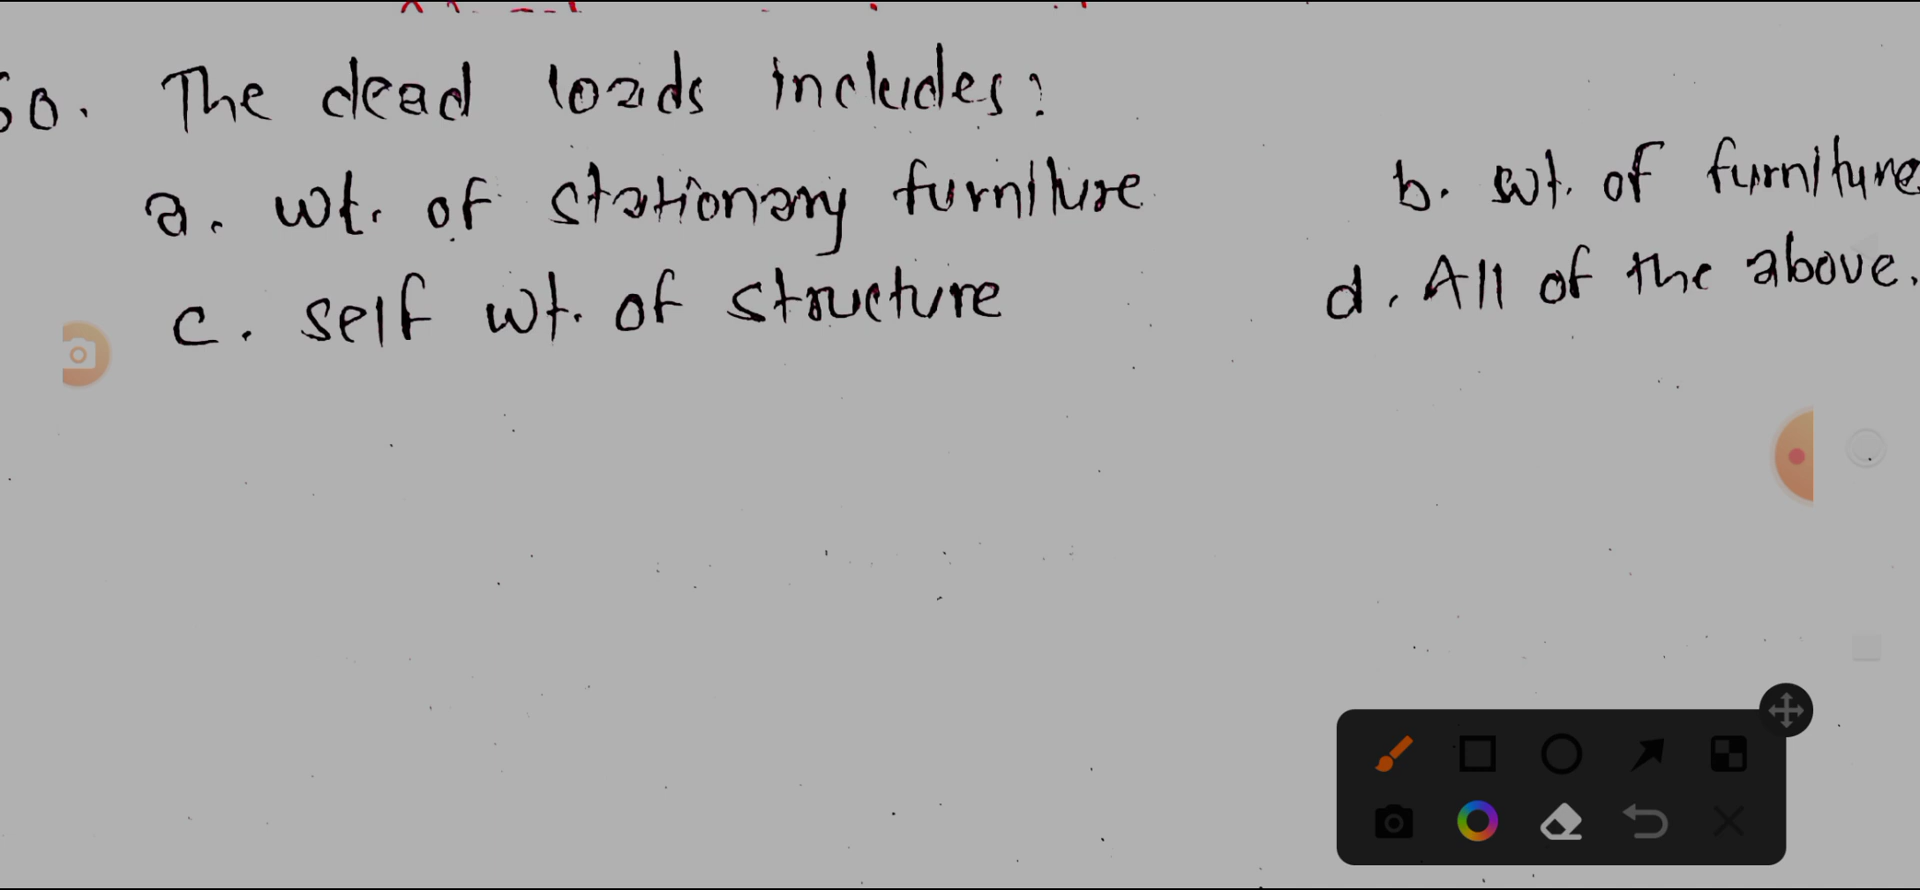 50. The dead loads includes:
a. wt. of stationary furniture
b. wt. of furniture
c. self wt. of structure
d. All of the above.